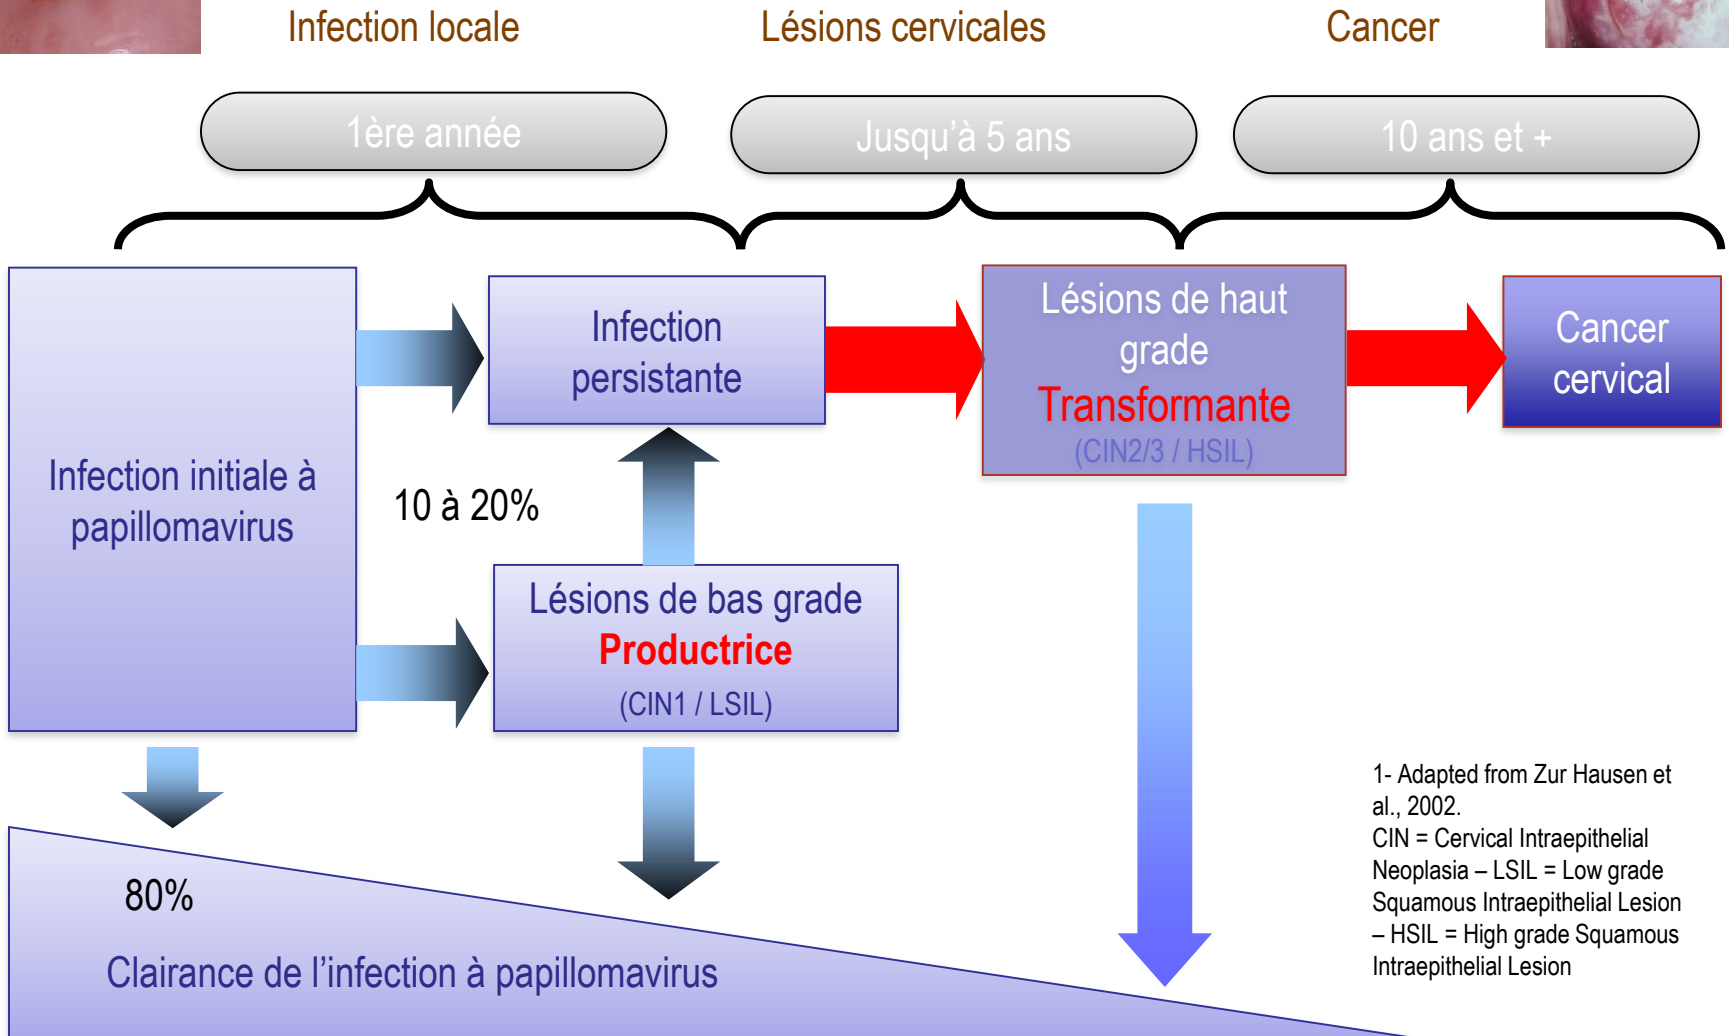 Infection locale
Lésions cervicales
Cancer
1ère année
Jusqu’à 5 ans
10 ans et +
Infection initiale à
papillomavirus
Infection
persistante
Lésions de haut
grade
Transformante
(CIN2/3 / HSIL)
Cancer
cervical
10 à 20%
Lésions de bas grade
Productrice
(CIN1 / LSIL)
80%
Clairance de l’infection à papillomavirus
1- Adapted from Zur Hausen et
al., 2002.
CIN = Cervical Intraepithelial
Neoplasia – LSIL = Low grade
Squamous Intraepithelial Lesion
– HSIL = High grade Squamous
Intraepithelial Lesion